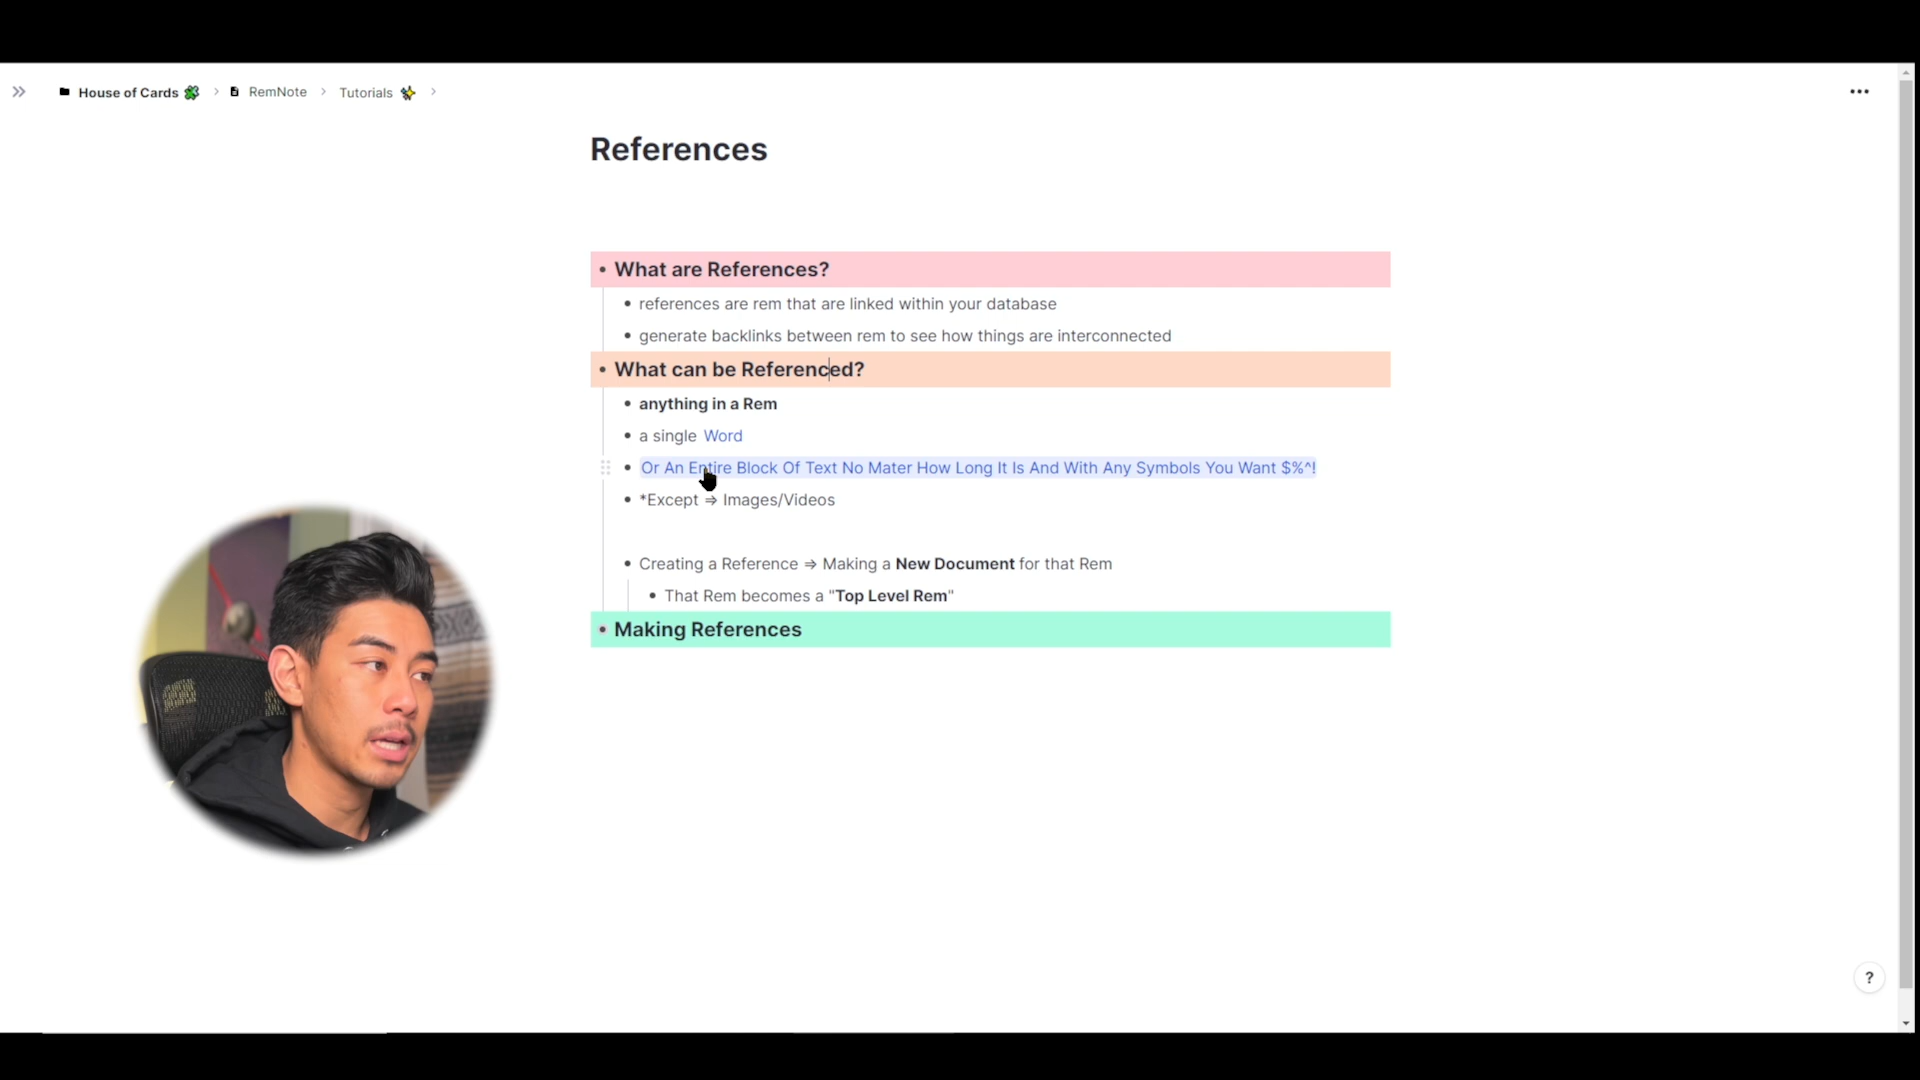 House of Cards > RemNote > Tutorials >
References
What are References?
references are rem that are linked within your database
generate backlinks between rem to see how things are interconnected
What can be Referenced?
anything in a Rem
a single Word
Or An Entire Block Of Text No Mater How Long It Is And With Any Symbols You Want $%^!
*Except ⇒ Images/Videos
Creating a Reference ⇒ Making a New Document for that Rem
That Rem becomes a "Top Level Rem"
Making References
?